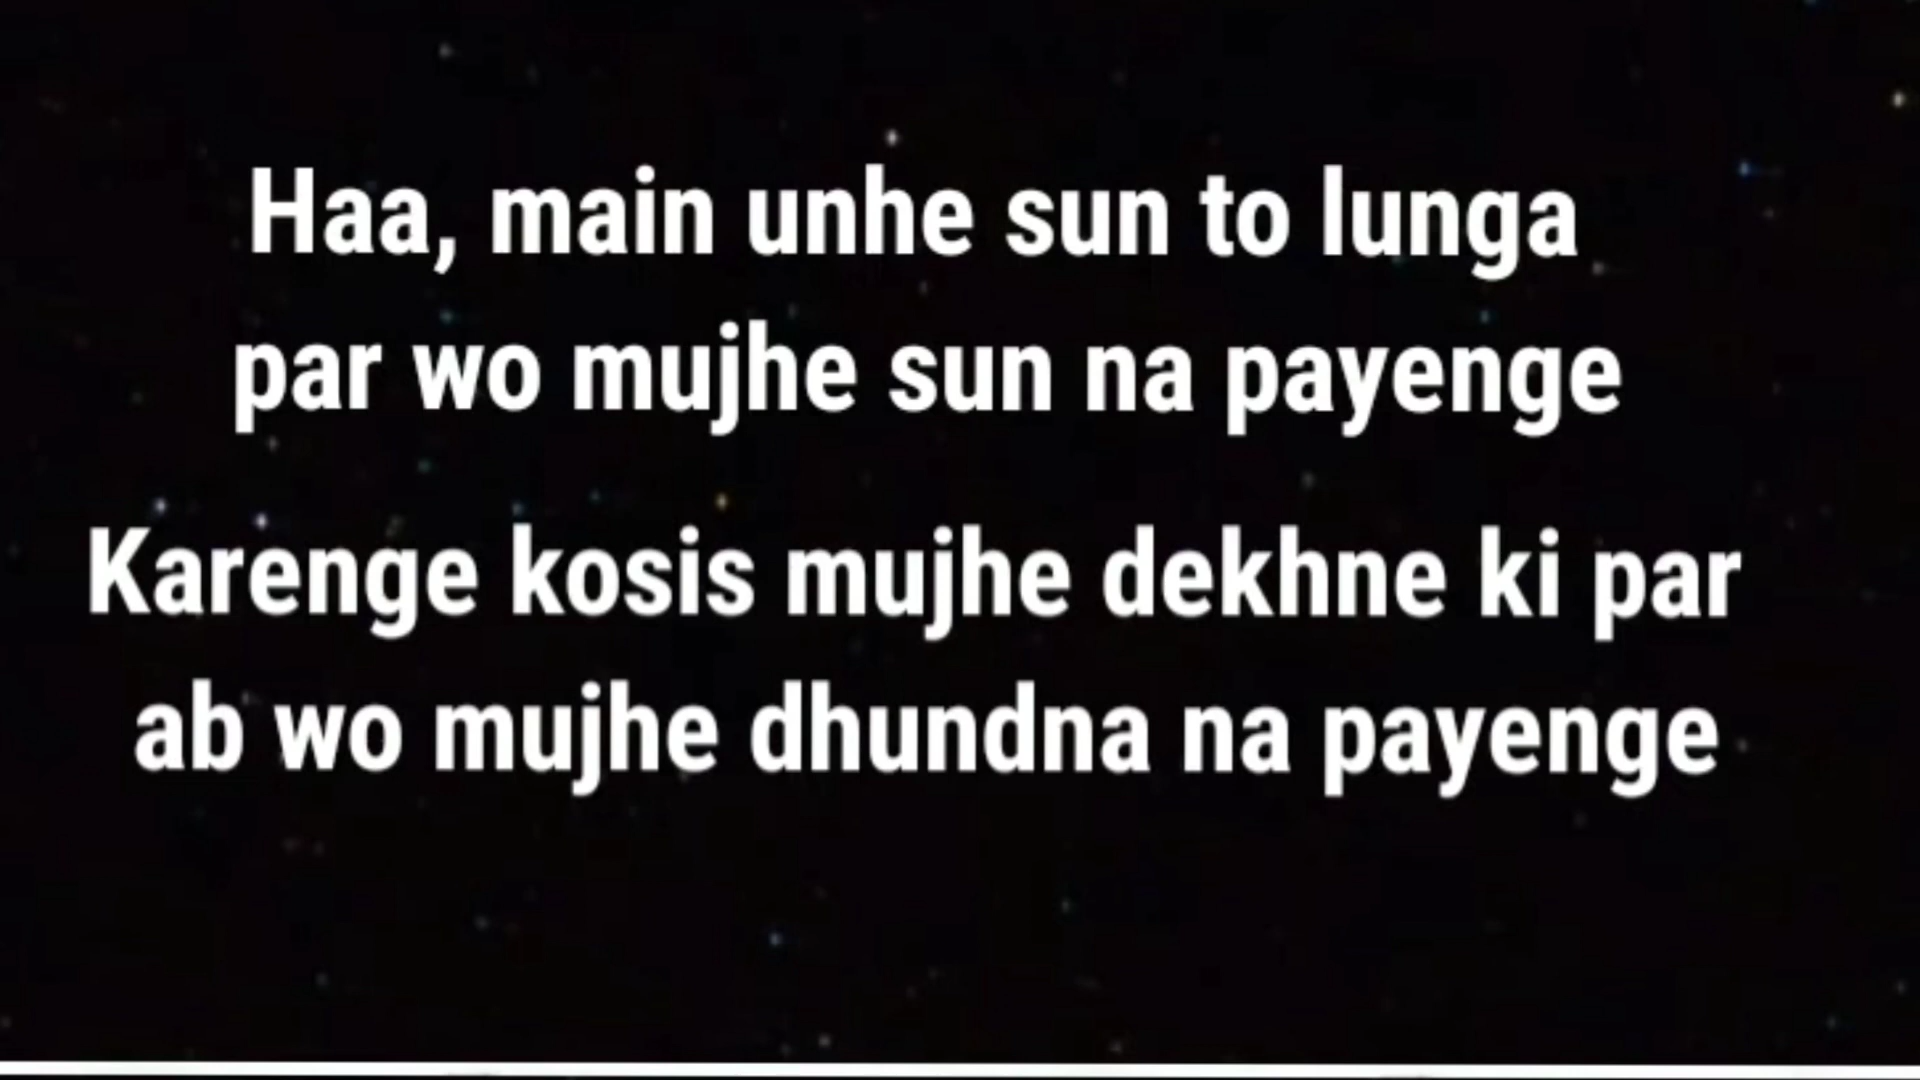 Haa, main unhe sun to lunga
par wo mujhe sun na payenge
Karenge kosis mujhe dekhne ki par
ab wo mujhe dhundna na payenge